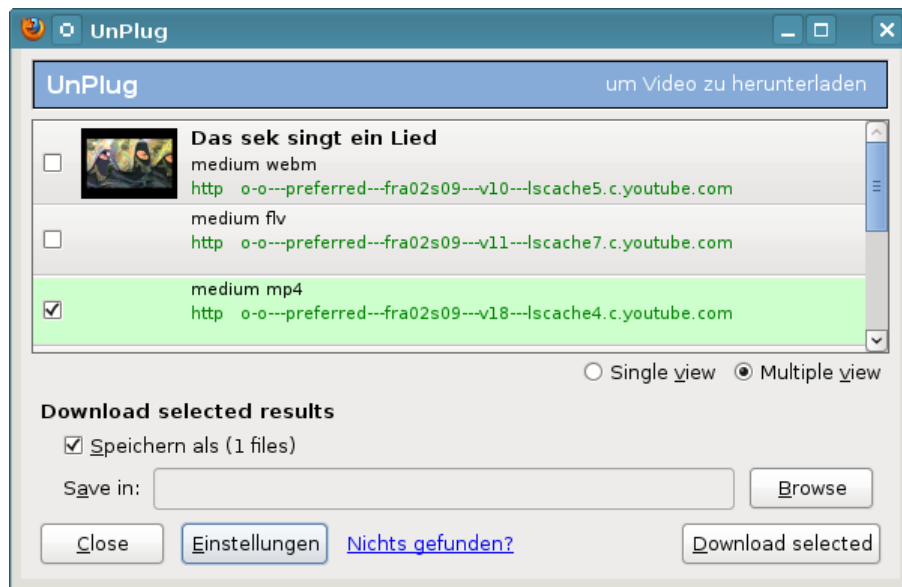 UnPlug
UnPlug
um Video zu herunterladen
Das sek singt ein Lied
medium webm
http o-o---preferred---fra02s09---v10---lscache5.c.youtube.com
medium flv
http o-o---preferred---fra02s09---v11---lscache7.c.youtube.com
medium mp4
http o-o---preferred---fra02s09---v18---lscache4.c.youtube.com
Single view Multiple view
Download selected results
Speichern als (1 files)
Save in: Browse
Close Einstellungen Nichts gefunden? Download selected